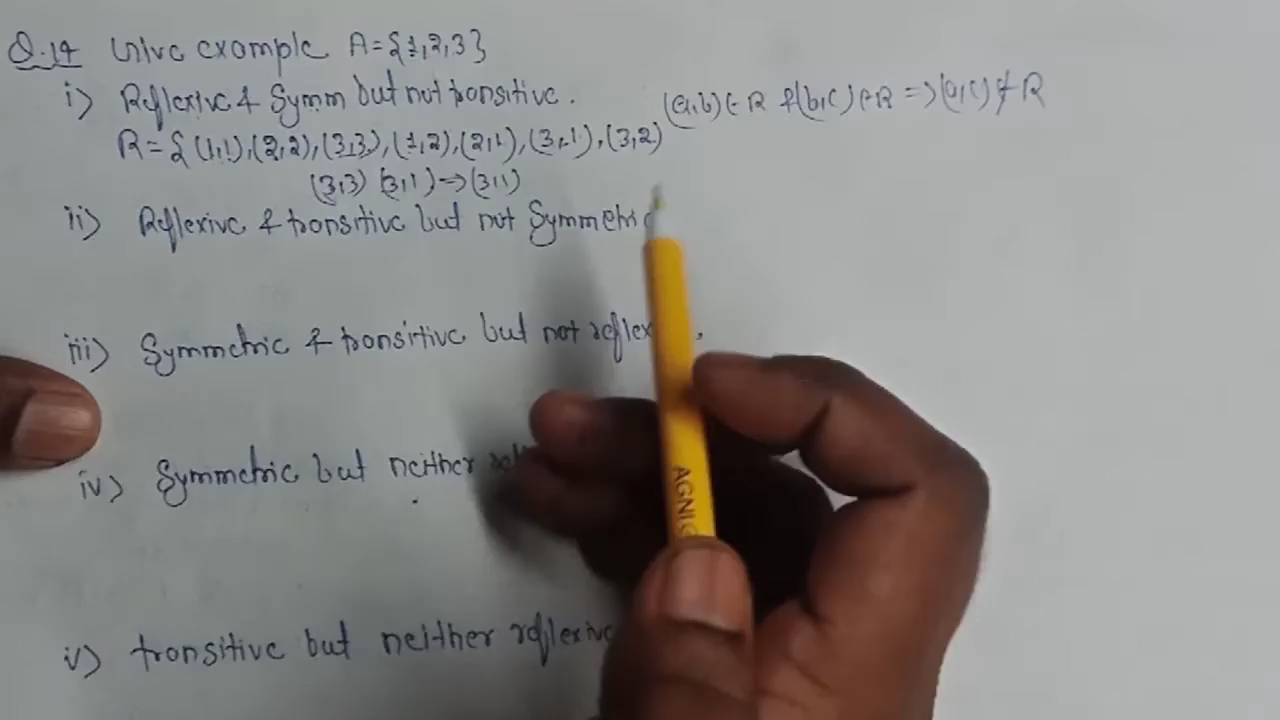 Q.14 Give example A={1,2,3}
i) Reflexive & Symm but not transitive. (a,b)∈R &(b,c)∈R =>(a,c)∉R
R={(1,1),(2,2),(3,3),(1,2),(2,1),(3,1),(3,2)
(3,3) (3,1)=>(3,1)
ii) Reflexive & transitive but not Symmetric
iii) Symmetric & transitive but not reflex
iv) Symmetric but neither
v) transitive but neither reflexive
AGNI